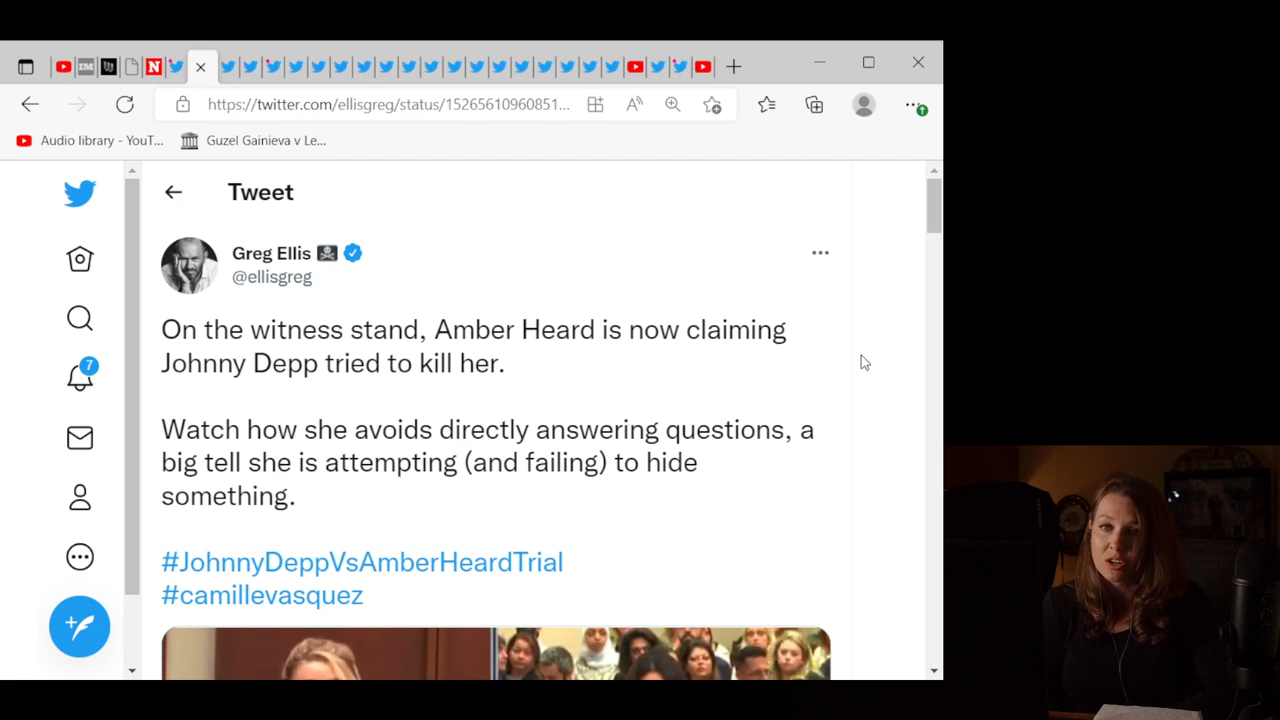 https://twitter.com/ellisgreg/status/15265610960851...
Audio library - YouT...
Guzel Gainieva v Le...
Tweet
Greg Ellis
@ellisgreg
On the witness stand, Amber Heard is now claiming
Johnny Depp tried to kill her.
Watch how she avoids directly answering questions, a
big tell she is attempting (and failing) to hide
something.
#JohnnyDeppVsAmberHeardTrial
#camillevasquez
7